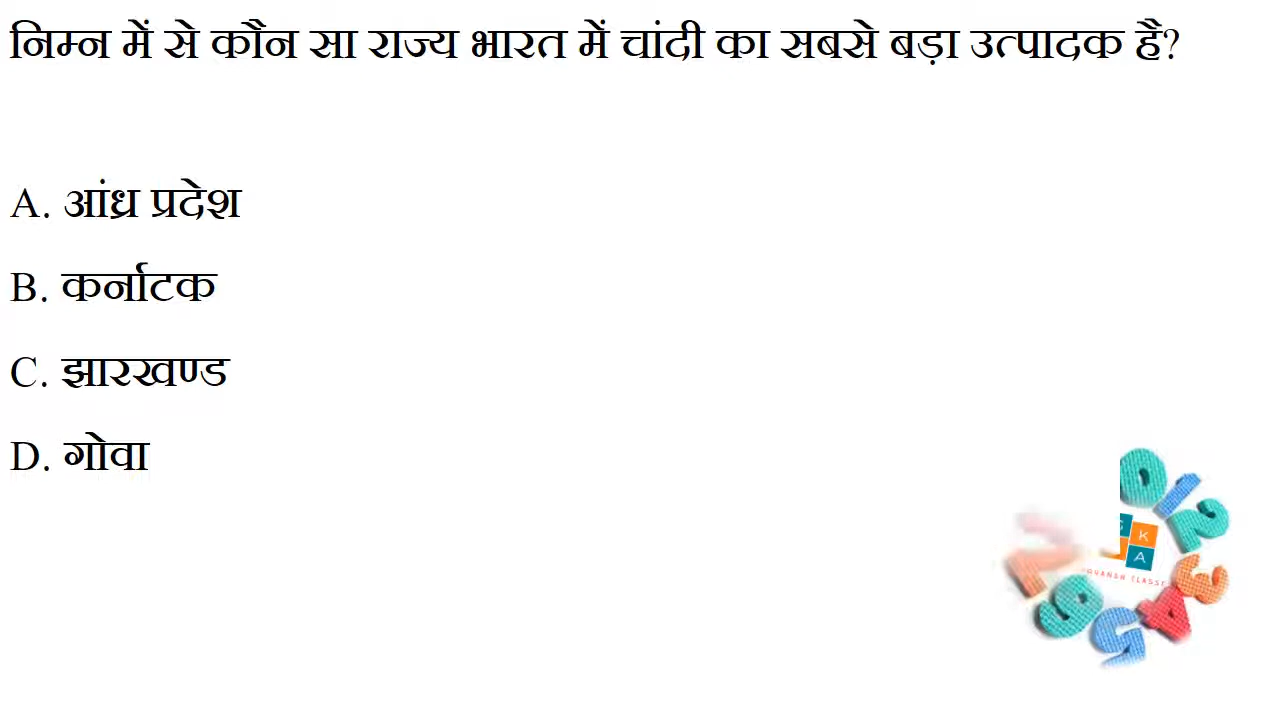 निम्न में से कौन सा राज्य भारत में चांदी का सबसे बड़ा उत्पादक है?
A. आंध्र प्रदेश
B. कर्नाटक
C. झारखण्ड
D. गोवा
K
A